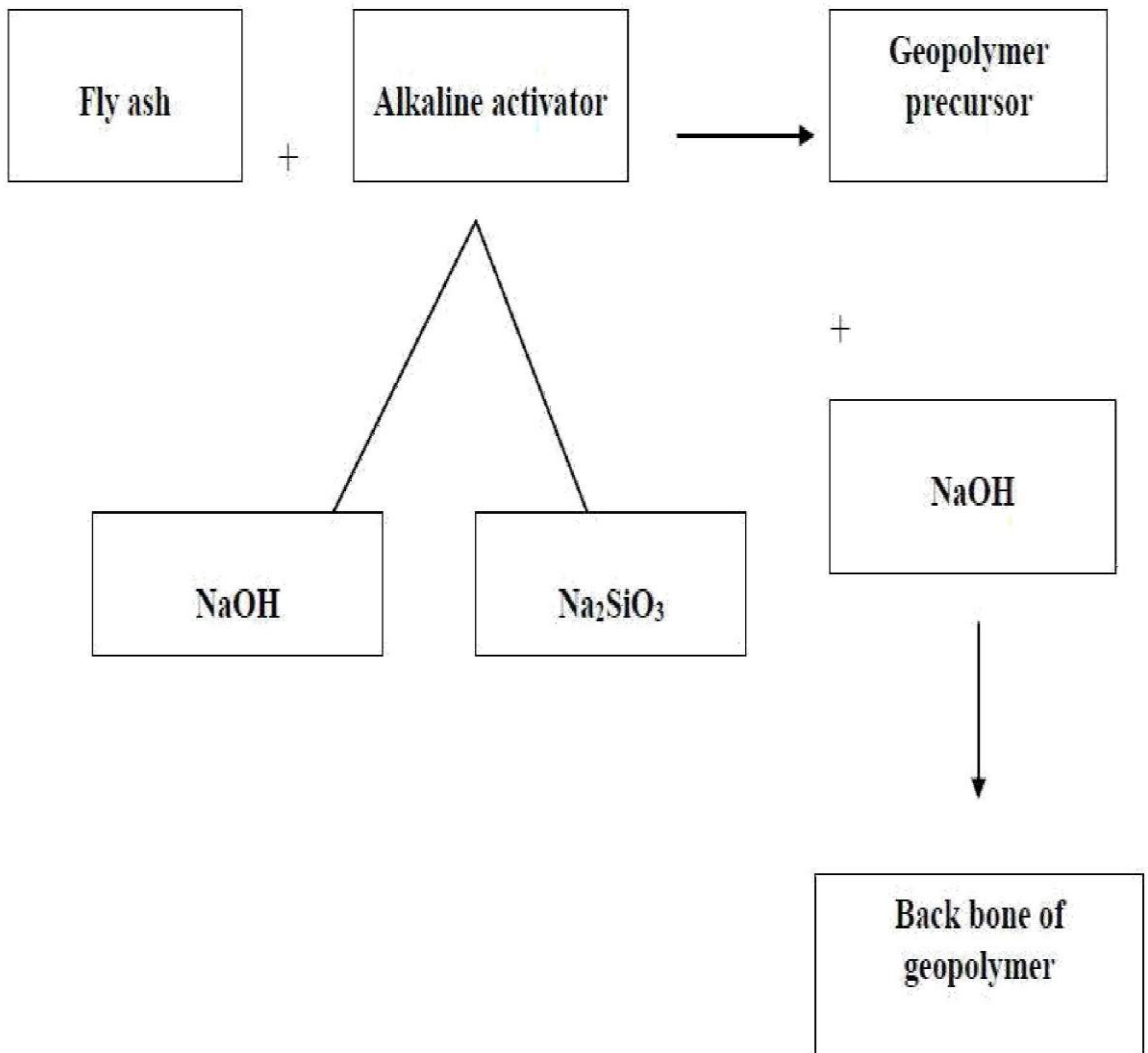 Fly ash
+
Alkaline activator
Geopolymer
precursor
+
NaOH
NaOH
Na₂SiO₃
Back bone of
geopolymer